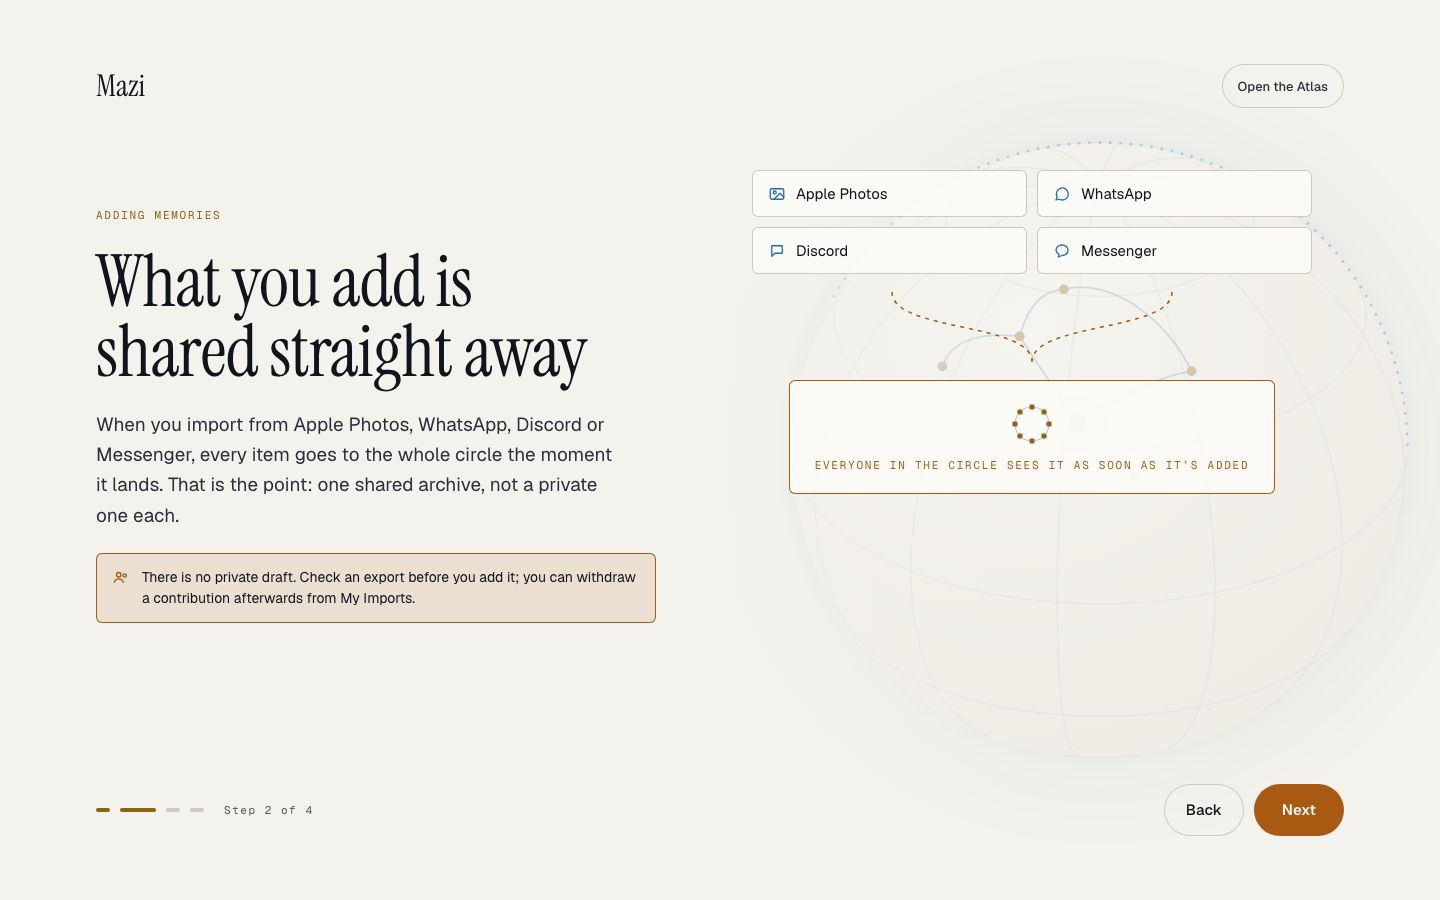 Mazi
Open the Atlas
ADDING MEMORIES
What you add is
shared straight away
When you import from Apple Photos, WhatsApp, Discord or
Messenger, every item goes to the whole circle the moment
it lands. That is the point: one shared archive, not a private
one each.
There is no private draft. Check an export before you add it; you can withdraw
a contribution afterwards from My Imports.
Apple Photos
WhatsApp
Discord
Messenger
EVERYONE IN THE CIRCLE SEES IT AS SOON AS IT'S ADDED
Step 2 of 4
Back
Next